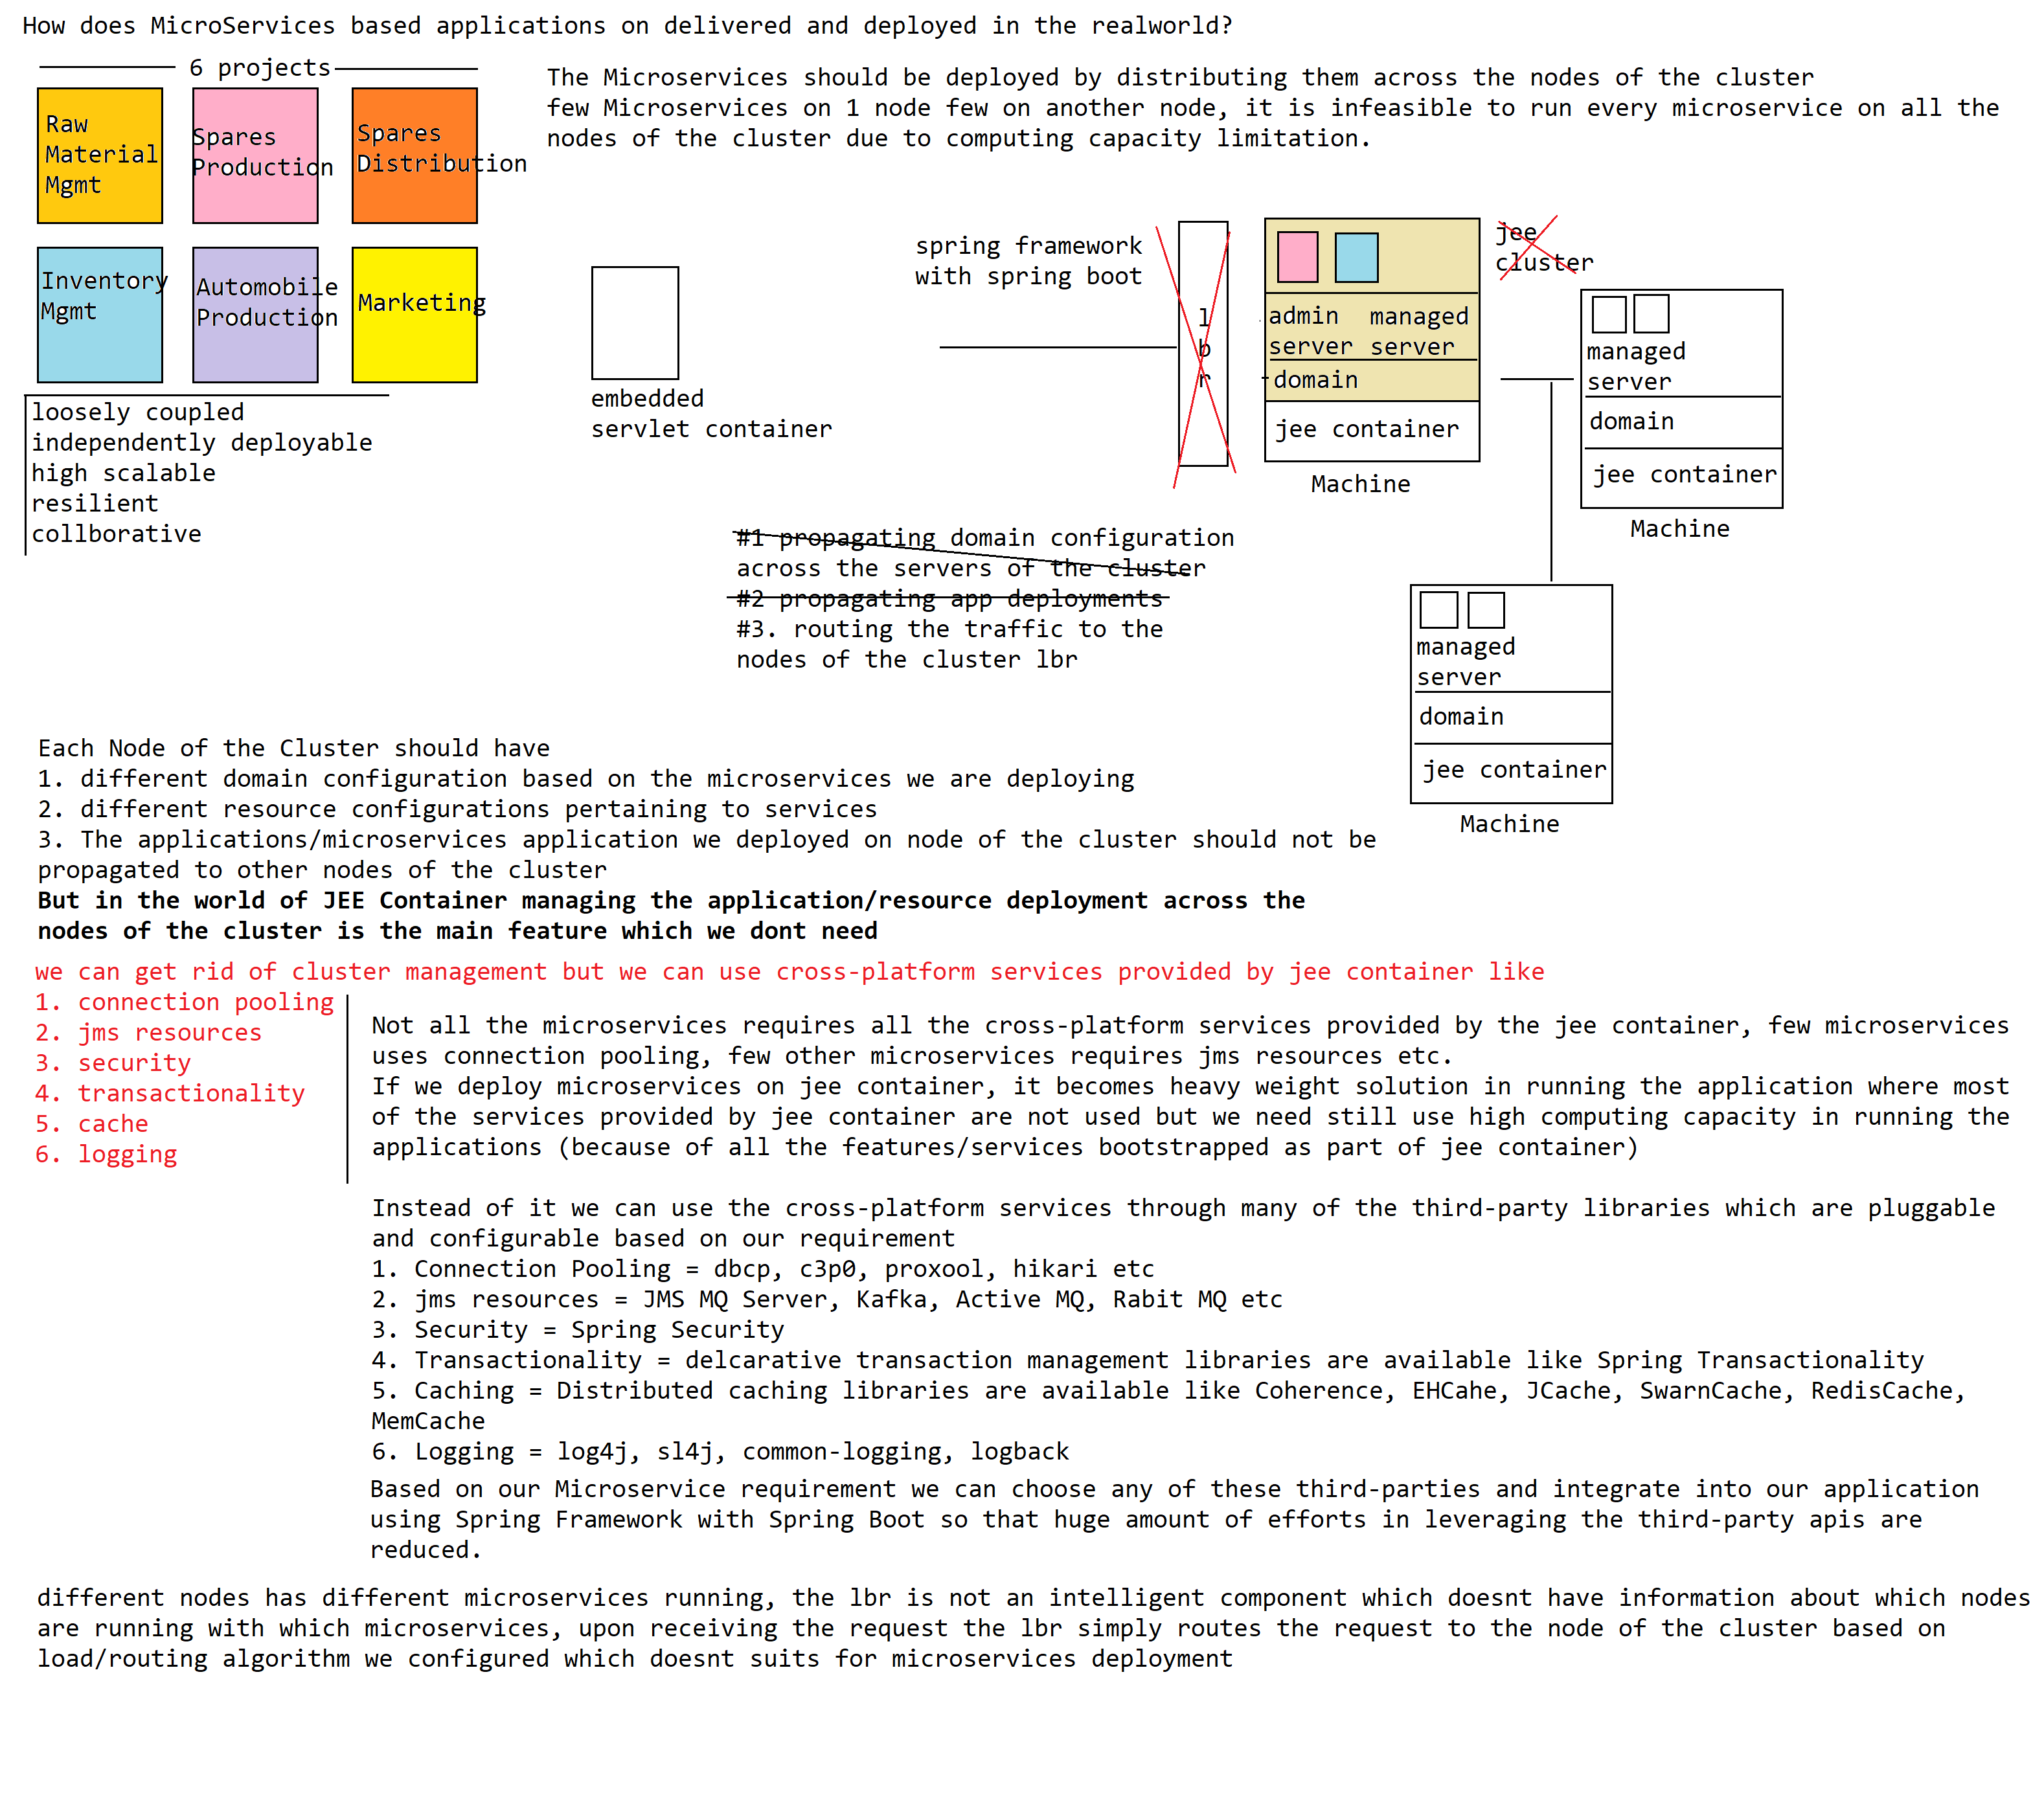 How does MicroServices based applications on delivered and deployed in the realworld?
6 projects
Raw
Material
Mgmt
Spares
Production
Spares
Distribution
Inventory
Mgmt
Automobile
Production
Marketing
loosely coupled
independently deployable
high scalable
resilient
collborative
The Microservices should be deployed by distributing them across the nodes of the cluster
few Microservices on 1 node few on another node, it is infeasible to run every microservice on all the
nodes of the cluster due to computing capacity limitation.
embedded
servlet container
spring framework
with spring boot
l
b
r
admin
server
managed
server
domain
jee container
Machine
jee
cluster
managed
server
domain
jee container
Machine
managed
server
domain
jee container
Machine
#1 propagating domain configuration
across the servers of the cluster
#2 propagating app deployments
#3. routing the traffic to the
nodes of the cluster lbr
Each Node of the Cluster should have
1. different domain configuration based on the microservices we are deploying
2. different resource configurations pertaining to services
3. The applications/microservices application we deployed on node of the cluster should not be
propagated to other nodes of the cluster
But in the world of JEE Container managing the application/resource deployment across the
nodes of the cluster is the main feature which we dont need
we can get rid of cluster management but we can use cross-platform services provided by jee container like
1. connection pooling
2. jms resources
3. security
4. transactionality
5. cache
6. logging
Not all the microservices requires all the cross-platform services provided by the jee container, few microservices
uses connection pooling, few other microservices requires jms resources etc.
If we deploy microservices on jee container, it becomes heavy weight solution in running the application where most
of the services provided by jee container are not used but we need still use high computing capacity in running the
applications (because of all the features/services bootstrapped as part of jee container)
Instead of it we can use the cross-platform services through many of the third-party libraries which are pluggable
and configurable based on our requirement
1. Connection Pooling = dbcp, c3p0, proxool, hikari etc
2. jms resources = JMS MQ Server, Kafka, Active MQ, Rabit MQ etc
3. Security = Spring Security
4. Transactionality = delcarative transaction management libraries are available like Spring Transactionality
5. Caching = Distributed caching libraries are available like Coherence, EHCahe, JCache, SwarnCache, RedisCache,
MemCache
6. Logging = log4j, sl4j, common-logging, logback
Based on our Microservice requirement we can choose any of these third-parties and integrate into our application
using Spring Framework with Spring Boot so that huge amount of efforts in leveraging the third-party apis are
reduced.
different nodes has different microservices running, the lbr is not an intelligent component which doesnt have information about which nodes
are running with which microservices, upon receiving the request the lbr simply routes the request to the node of the cluster based on
load/routing algorithm we configured which doesnt suits for microservices deployment